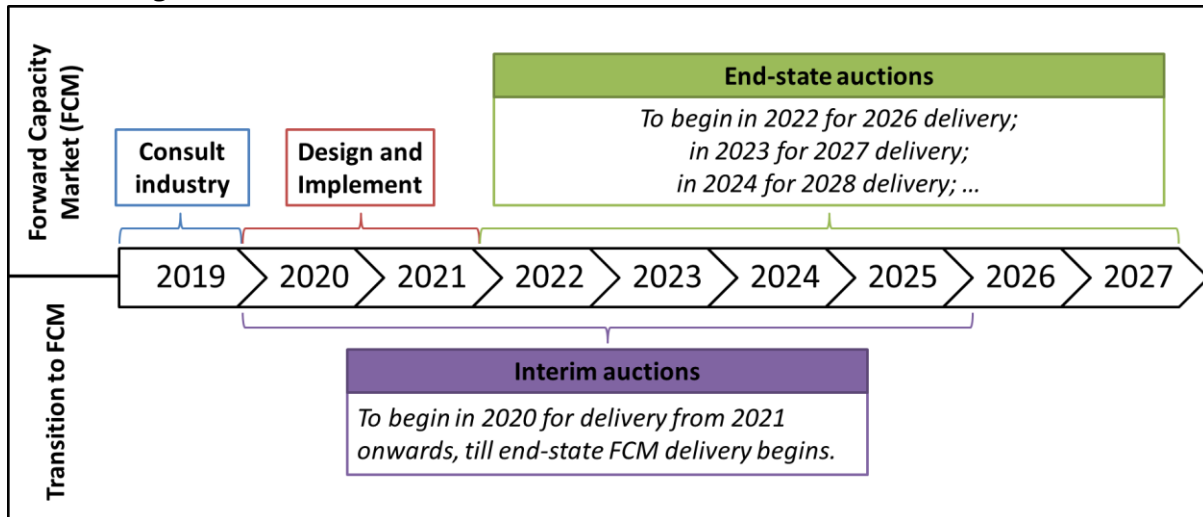 Forward Capacity
Market (FCM)
Consult
industry
Design and
Implement
End-state auctions
To begin in 2022 for 2026 delivery;
in 2023 for 2027 delivery;
in 2024 for 2028 delivery; …
2019
2020
2021
2022
2023
2024
2025
2026
2027
Transition to FCM
Interim auctions
To begin in 2020 for delivery from 2021
onwards, till end-state FCM delivery begins.